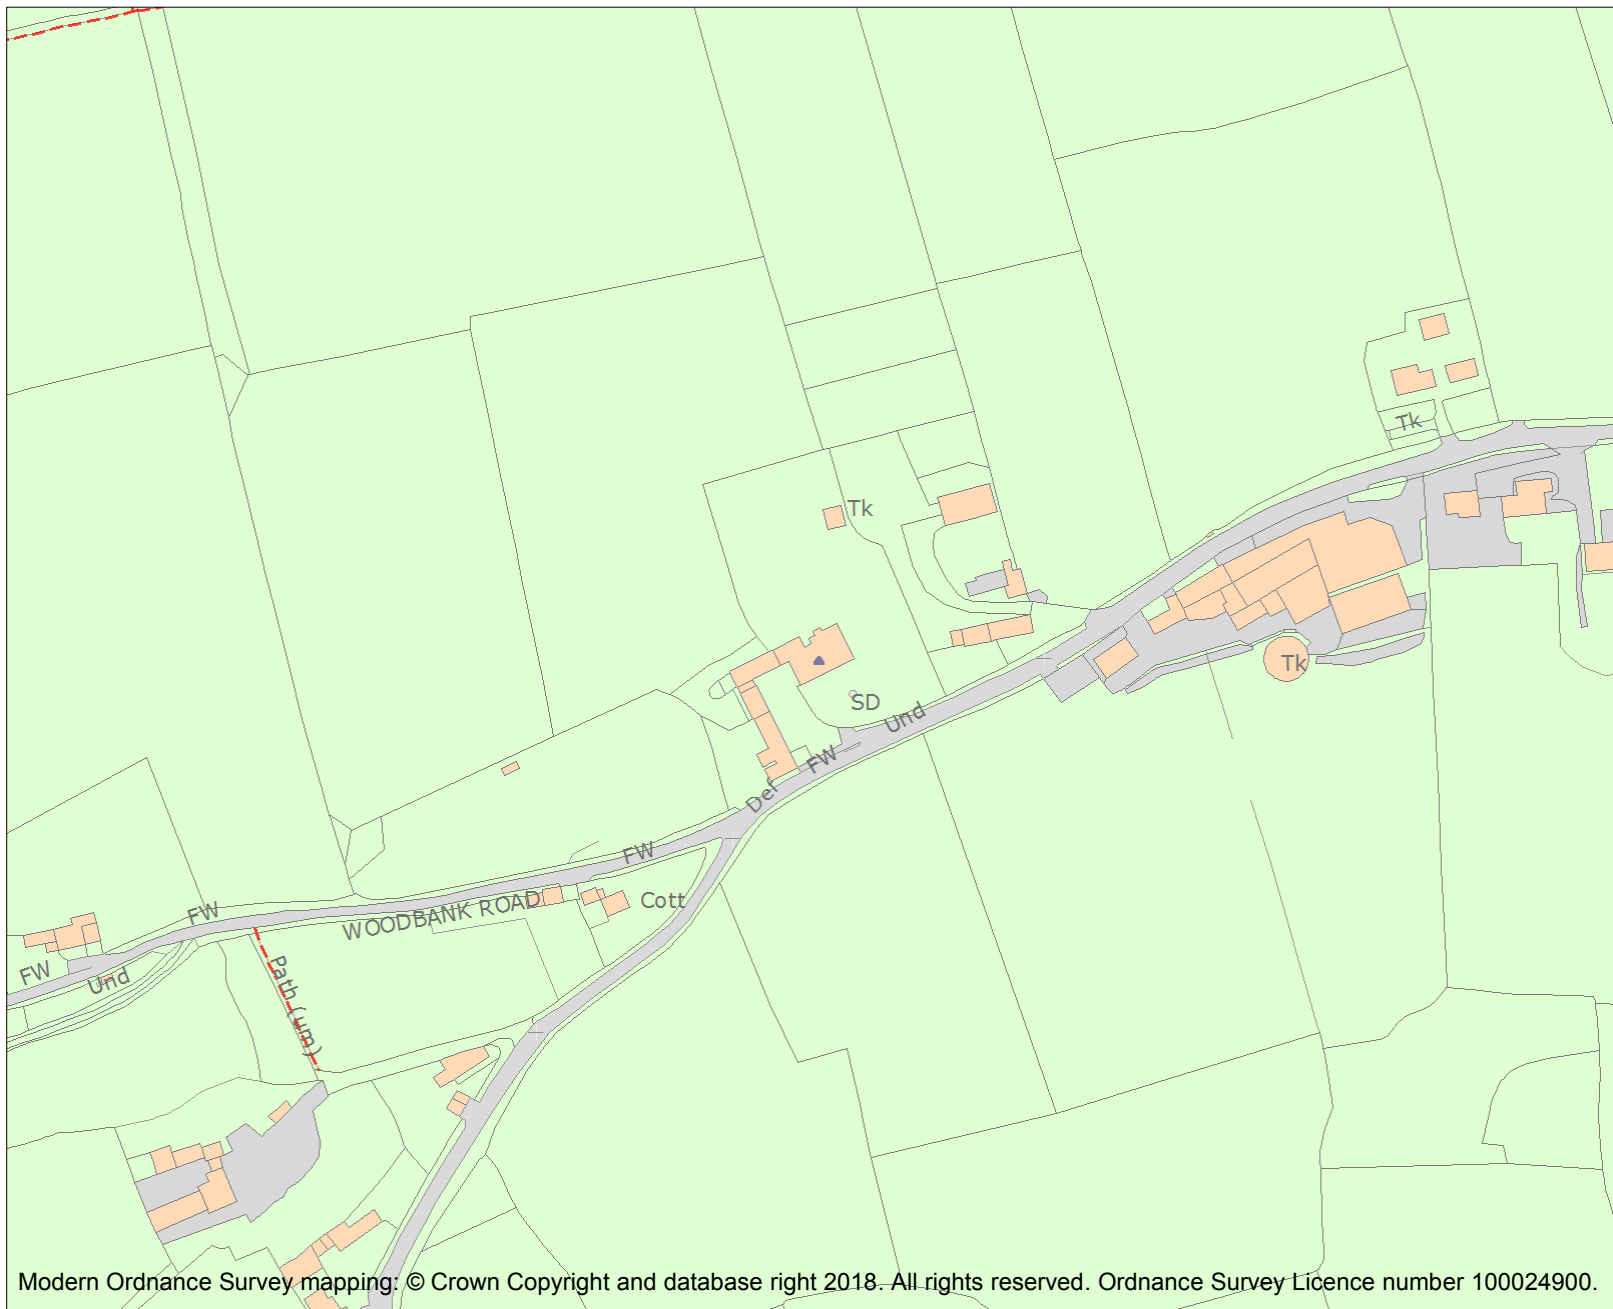 Tk
Tk
Tk
SD
Und
FW
Def
FW
Cott
WOODBANK ROAD
FW
FW
Und
Path (um)
Modern Ordnance Survey mapping: © Crown Copyright and database right 2018. All rights reserved. Ordnance Survey Licence number 100024900.